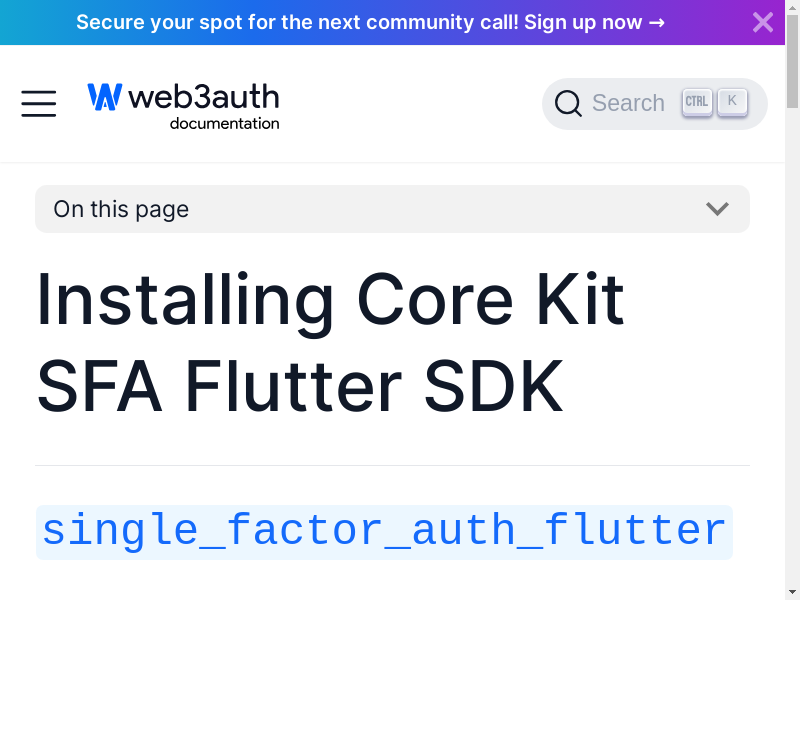 Secure your spot for the next community call! Sign up now →
web3auth
documentation
Search CTRL K
On this page
Installing Core Kit
SFA Flutter SDK
single_factor_auth_flutter